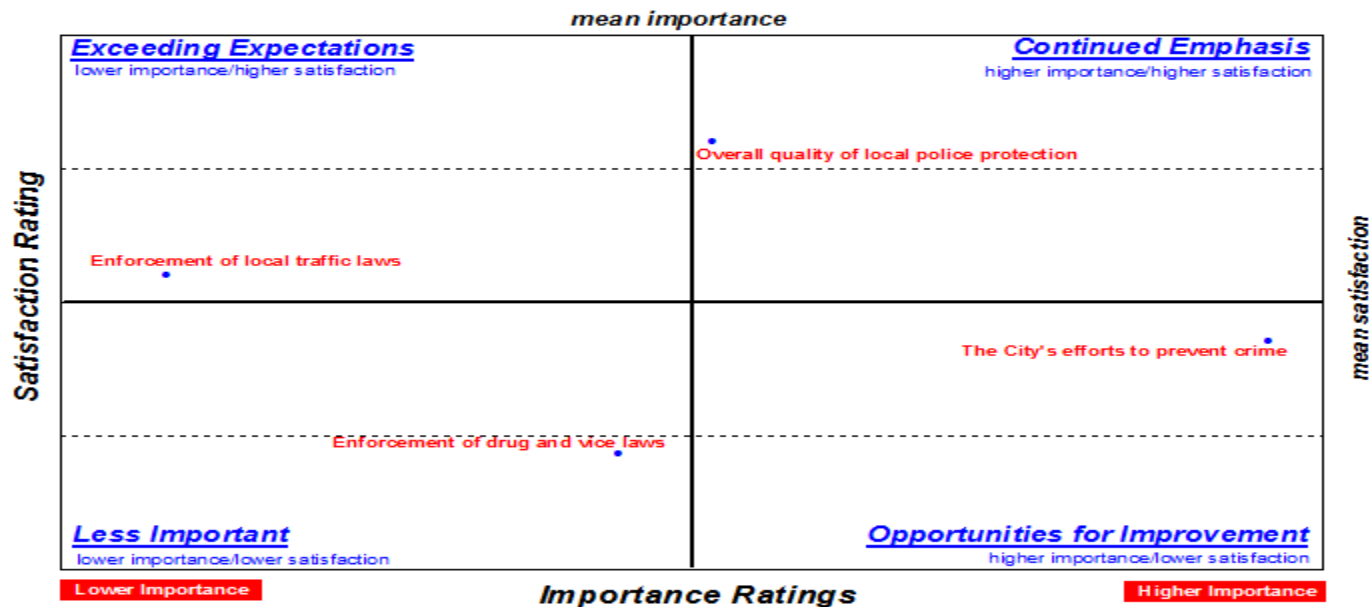 mean importance
Exceeding Expectations
lower importance/higher satisfaction
Continued Emphasis
higher importance/higher satisfaction
Overall quality of local police protection
Satisfaction Rating
Enforcement of local traffic laws
mean satisfaction
The City's efforts to prevent crime
Enforcement of drug and vice laws
Less Important
lower importance/lower satisfaction
Opportunities for Improvement
higher importance/lower satisfaction
Lower Importance
Importance Ratings
Higher Importance